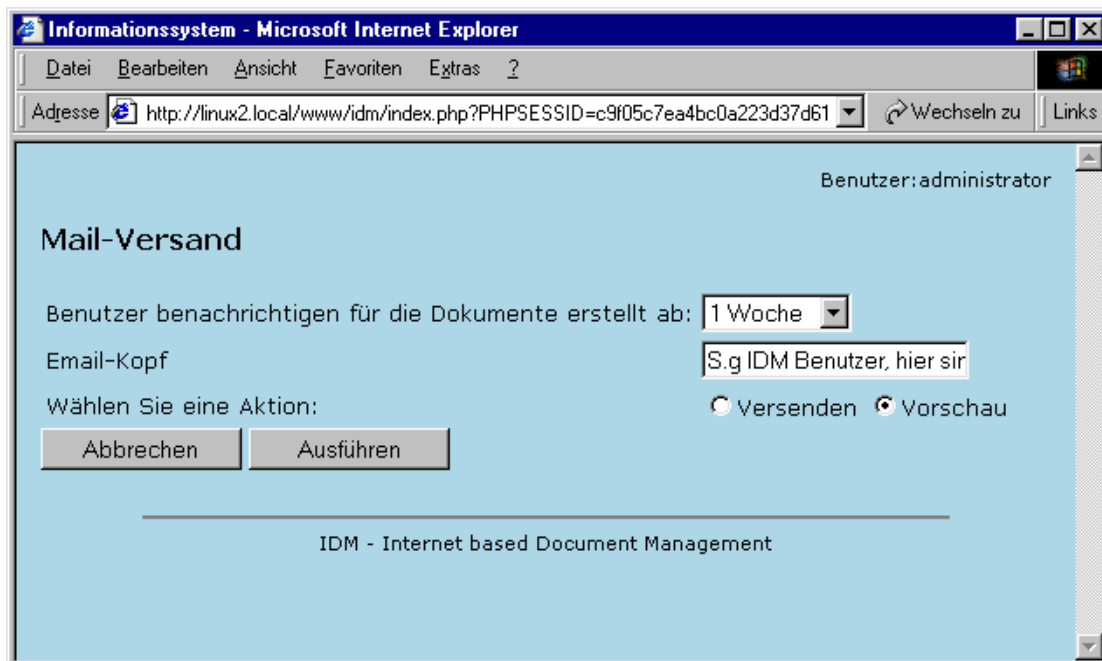 Informationssystem - Microsoft Internet Explorer
Datei Bearbeiten Ansicht Favoriten Extras ?
Adresse http://linux2.local/www/idm/index.php?PHPSESSID=c9f05c7ea4bc0a223d37d61 Wechseln zu Links
Benutzer:administrator
Mail-Versand
Benutzer benachrichtigen für die Dokumente erstellt ab: 1 Woche
Email-Kopf S.g IDM Benutzer, hier sir
Wählen Sie eine Aktion: Versenden Vorschau
Abbrechen Ausführen
IDM - Internet based Document Management